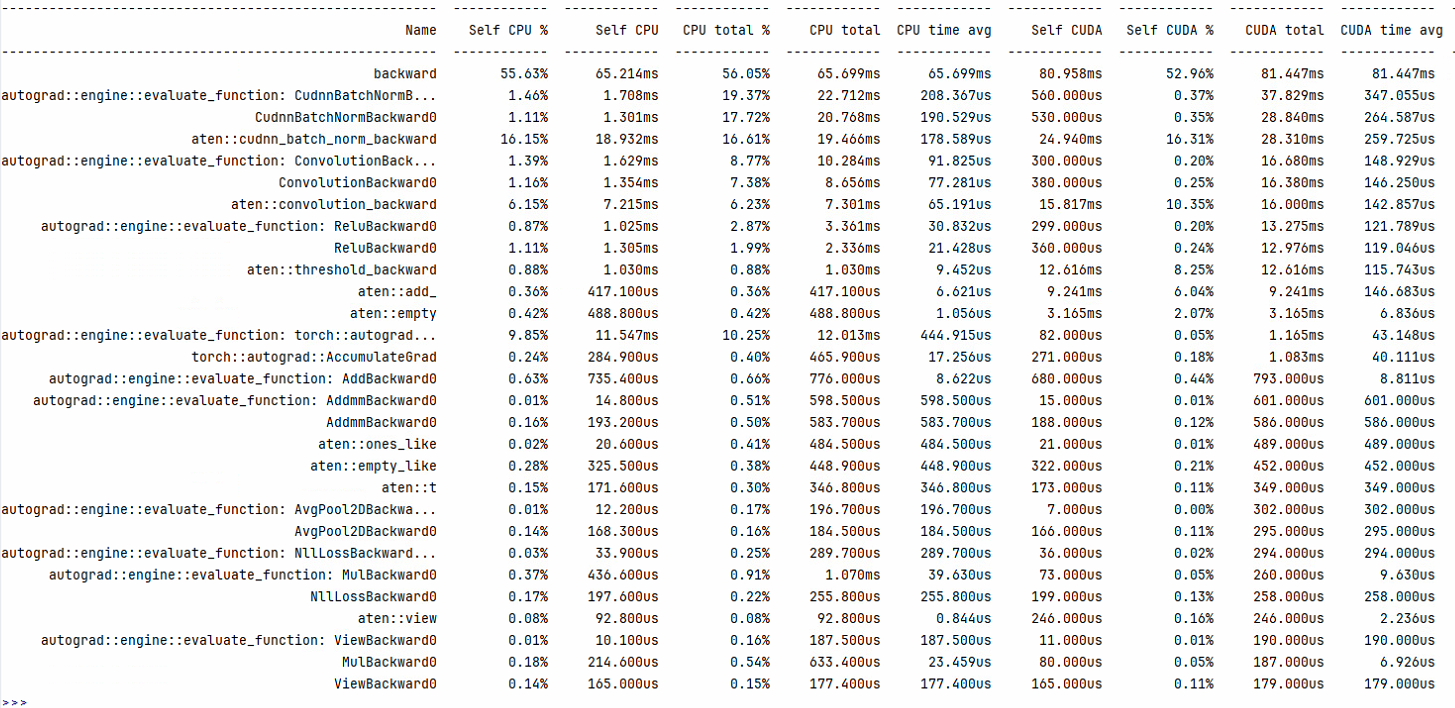 ---------------------------------------------------- ------------ ------------ ------------ ------------ ------------ ------------ ------------ ------------ ------------
Name Self CPU % Self CPU CPU total % CPU total CPU time avg Self CUDA Self CUDA % CUDA total CUDA time avg
---------------------------------------------------- ------------ ------------ ------------ ------------ ------------ ------------ ------------ ------------ ------------
backward 55.63% 65.214ms 56.05% 65.699ms 65.699ms 80.958ms 52.96% 81.447ms 81.447ms
autograd::engine::evaluate_function: CudnnBatchNormB... 1.46% 1.708ms 19.37% 22.712ms 208.367us 560.000us 0.37% 37.829ms 347.055us
CudnnBatchNormBackward0 1.11% 1.301ms 17.72% 20.768ms 190.529us 530.000us 0.35% 28.840ms 264.587us
aten::cudnn_batch_norm_backward 16.15% 18.932ms 16.61% 19.466ms 178.589us 24.940ms 16.31% 28.310ms 259.725us
autograd::engine::evaluate_function: ConvolutionBack... 1.39% 1.629ms 8.77% 10.284ms 91.825us 300.000us 0.20% 16.680ms 148.929us
ConvolutionBackward0 1.16% 1.354ms 7.38% 8.656ms 77.281us 380.000us 0.25% 16.380ms 146.250us
aten::convolution_backward 6.15% 7.215ms 6.23% 7.301ms 65.191us 15.817ms 10.35% 16.000ms 142.857us
autograd::engine::evaluate_function: ReluBackward0 0.87% 1.025ms 2.87% 3.361ms 30.832us 299.000us 0.20% 13.275ms 121.789us
ReluBackward0 1.11% 1.305ms 1.99% 2.336ms 21.428us 360.000us 0.24% 12.976ms 119.046us
aten::threshold_backward 0.88% 1.030ms 0.88% 1.030ms 9.452us 12.616ms 8.25% 12.616ms 115.743us
aten::add_ 0.36% 417.100us 0.36% 417.100us 6.621us 9.241ms 6.04% 9.241ms 146.683us
aten::empty 0.42% 488.800us 0.42% 488.800us 1.056us 3.165ms 2.07% 3.165ms 6.836us
autograd::engine::evaluate_function: torch::autograd... 9.85% 11.547ms 10.25% 12.013ms 444.915us 82.000us 0.05% 1.165ms 43.148us
torch::autograd::AccumulateGrad 0.24% 284.900us 0.40% 465.900us 17.256us 271.000us 0.18% 1.083ms 40.111us
autograd::engine::evaluate_function: AddBackward0 0.63% 735.400us 0.66% 776.000us 8.622us 680.000us 0.44% 793.000us 8.811us
autograd::engine::evaluate_function: AddmmBackward0 0.01% 14.800us 0.51% 598.500us 598.500us 15.000us 0.01% 601.000us 601.000us
AddmmBackward0 0.16% 193.200us 0.50% 583.700us 583.700us 188.000us 0.12% 586.000us 586.000us
aten::ones_like 0.02% 20.600us 0.41% 484.500us 484.500us 21.000us 0.01% 489.000us 489.000us
aten::empty_like 0.28% 325.500us 0.38% 448.900us 448.900us 322.000us 0.21% 452.000us 452.000us
aten::t 0.15% 171.600us 0.30% 346.800us 346.800us 173.000us 0.11% 349.000us 349.000us
autograd::engine::evaluate_function: AvgPool2DBackwa... 0.01% 12.200us 0.17% 196.700us 196.700us 7.000us 0.00% 302.000us 302.000us
AvgPool2DBackward0 0.14% 168.300us 0.16% 184.500us 184.500us 166.000us 0.11% 295.000us 295.000us
autograd::engine::evaluate_function: NllLossBackward... 0.03% 33.900us 0.25% 289.700us 289.700us 36.000us 0.02% 294.000us 294.000us
autograd::engine::evaluate_function: MulBackward0 0.37% 436.600us 0.91% 1.070ms 39.630us 73.000us 0.05% 260.000us 9.630us
NllLossBackward0 0.17% 197.600us 0.22% 255.800us 255.800us 199.000us 0.13% 258.000us 258.000us
aten::view 0.08% 92.800us 0.08% 92.800us 0.844us 246.000us 0.16% 246.000us 2.236us
autograd::engine::evaluate_function: ViewBackward0 0.01% 10.100us 0.16% 187.500us 187.500us 11.000us 0.01% 190.000us 190.000us
MulBackward0 0.18% 214.600us 0.54% 633.400us 23.459us 80.000us 0.05% 187.000us 6.926us
ViewBackward0 0.14% 165.000us 0.15% 177.400us 177.400us 165.000us 0.11% 179.000us 179.000us
>>>